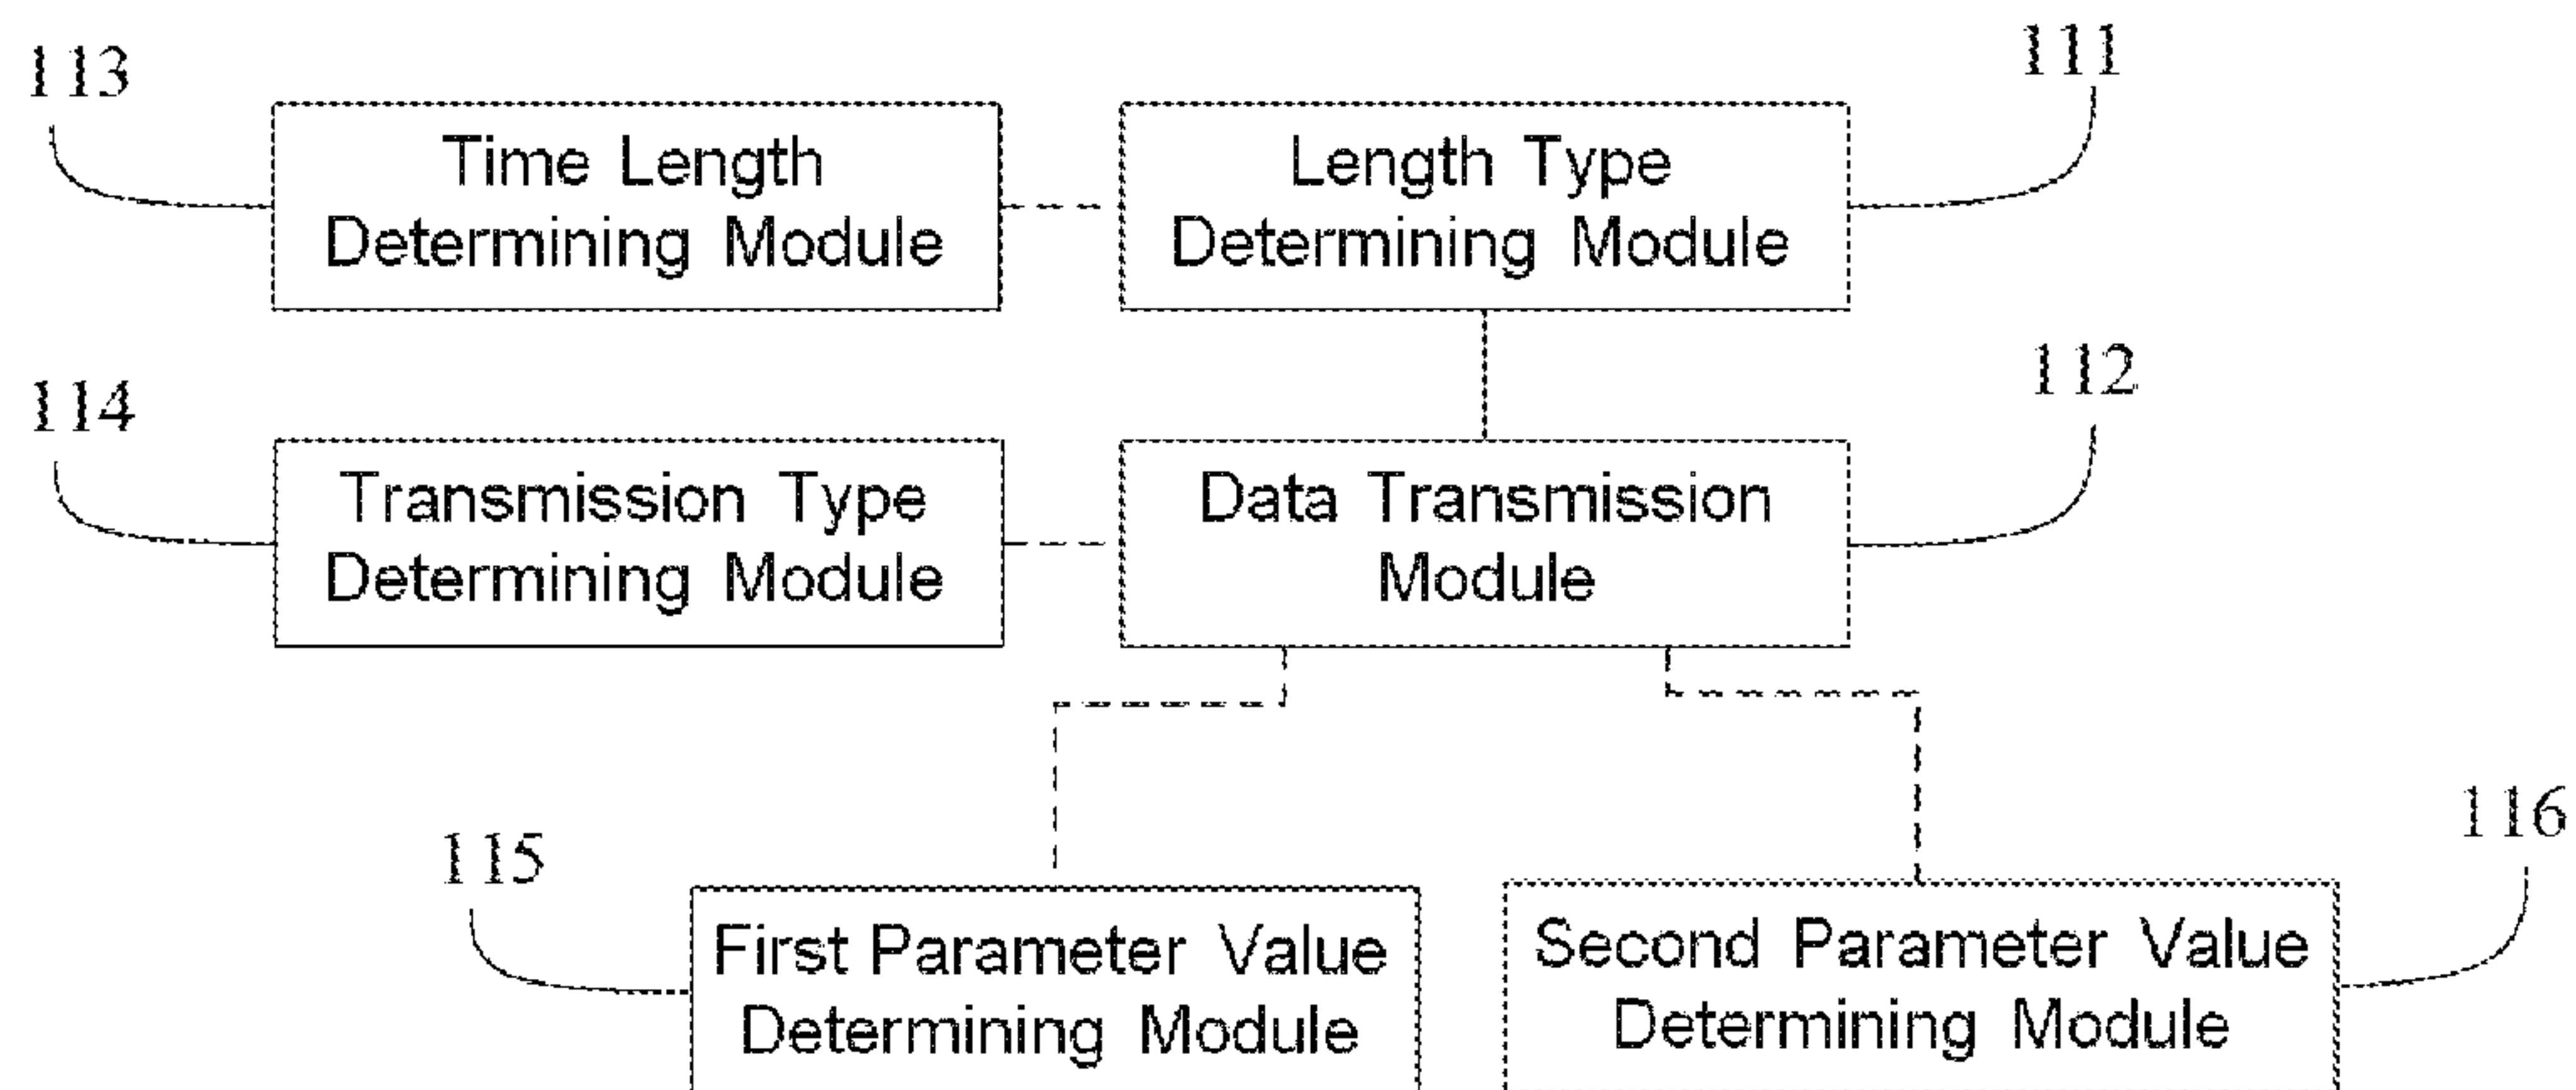 113
111
Time Length
Determining Module
Length Type
Determining Module
114
112
Transmission Type
Determining Module
Data Transmission
Module
115
116
First Parameter Value
Determining Module
Second Parameter Value
Determining Module